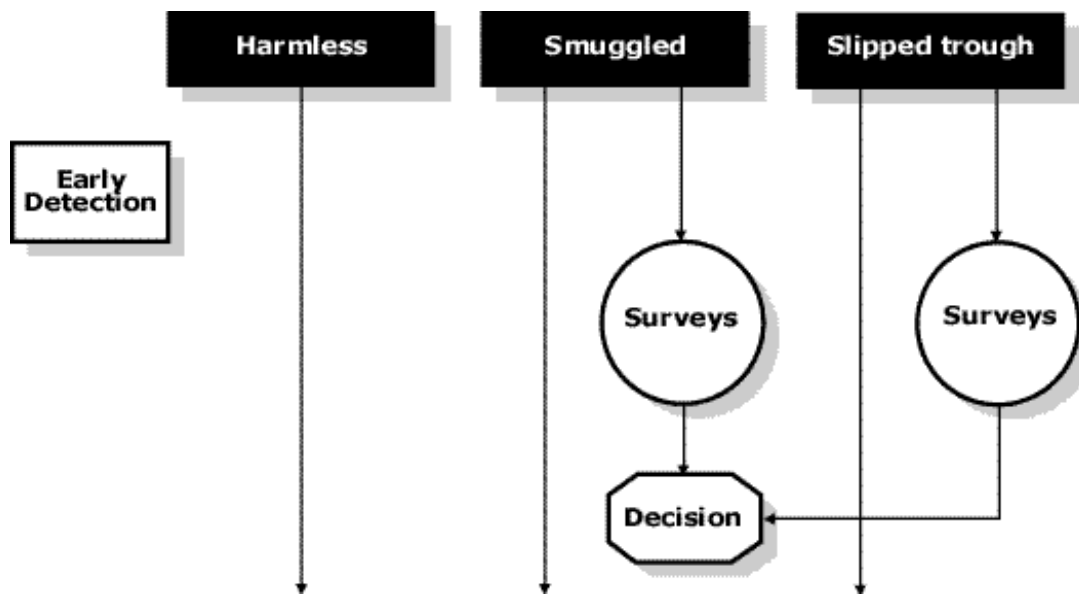 Harmless
Smuggled
Slipped trough
Early
Detection
Surveys
Surveys
Decision